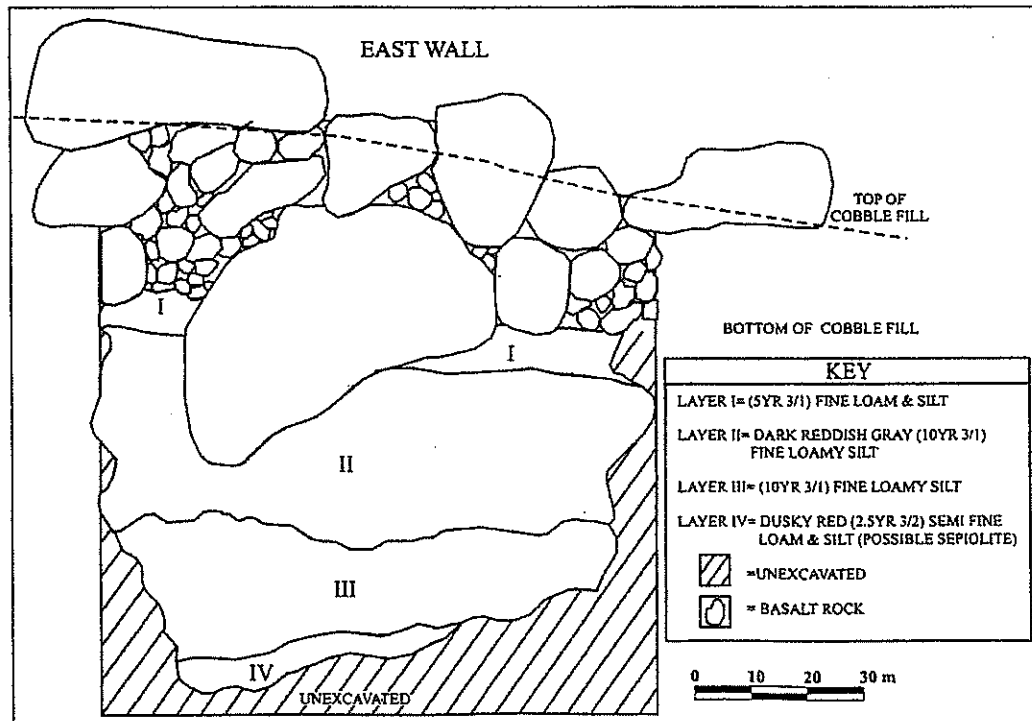 EAST WALL
TOP OF
COBBLE FILL
I
BOTTOM OF COBBLE FILL
I
KEY
LAYER I= (5YR 3/1) FINE LOAM & SILT
LAYER II= DARK REDDISH GRAY (10YR 3/1)
FINE LOAMY SILT
LAYER III= (10YR 3/1) FINE LOAMY SILT
LAYER IV= DUSKY RED (2.5YR 3/2) SEMI FINE
LOAM & SILT (POSSIBLE SEPIOLITE)
=UNEXCAVATED
= BASALT ROCK
II
III
IV
UNEXCAVATED
0 10 20 30 m